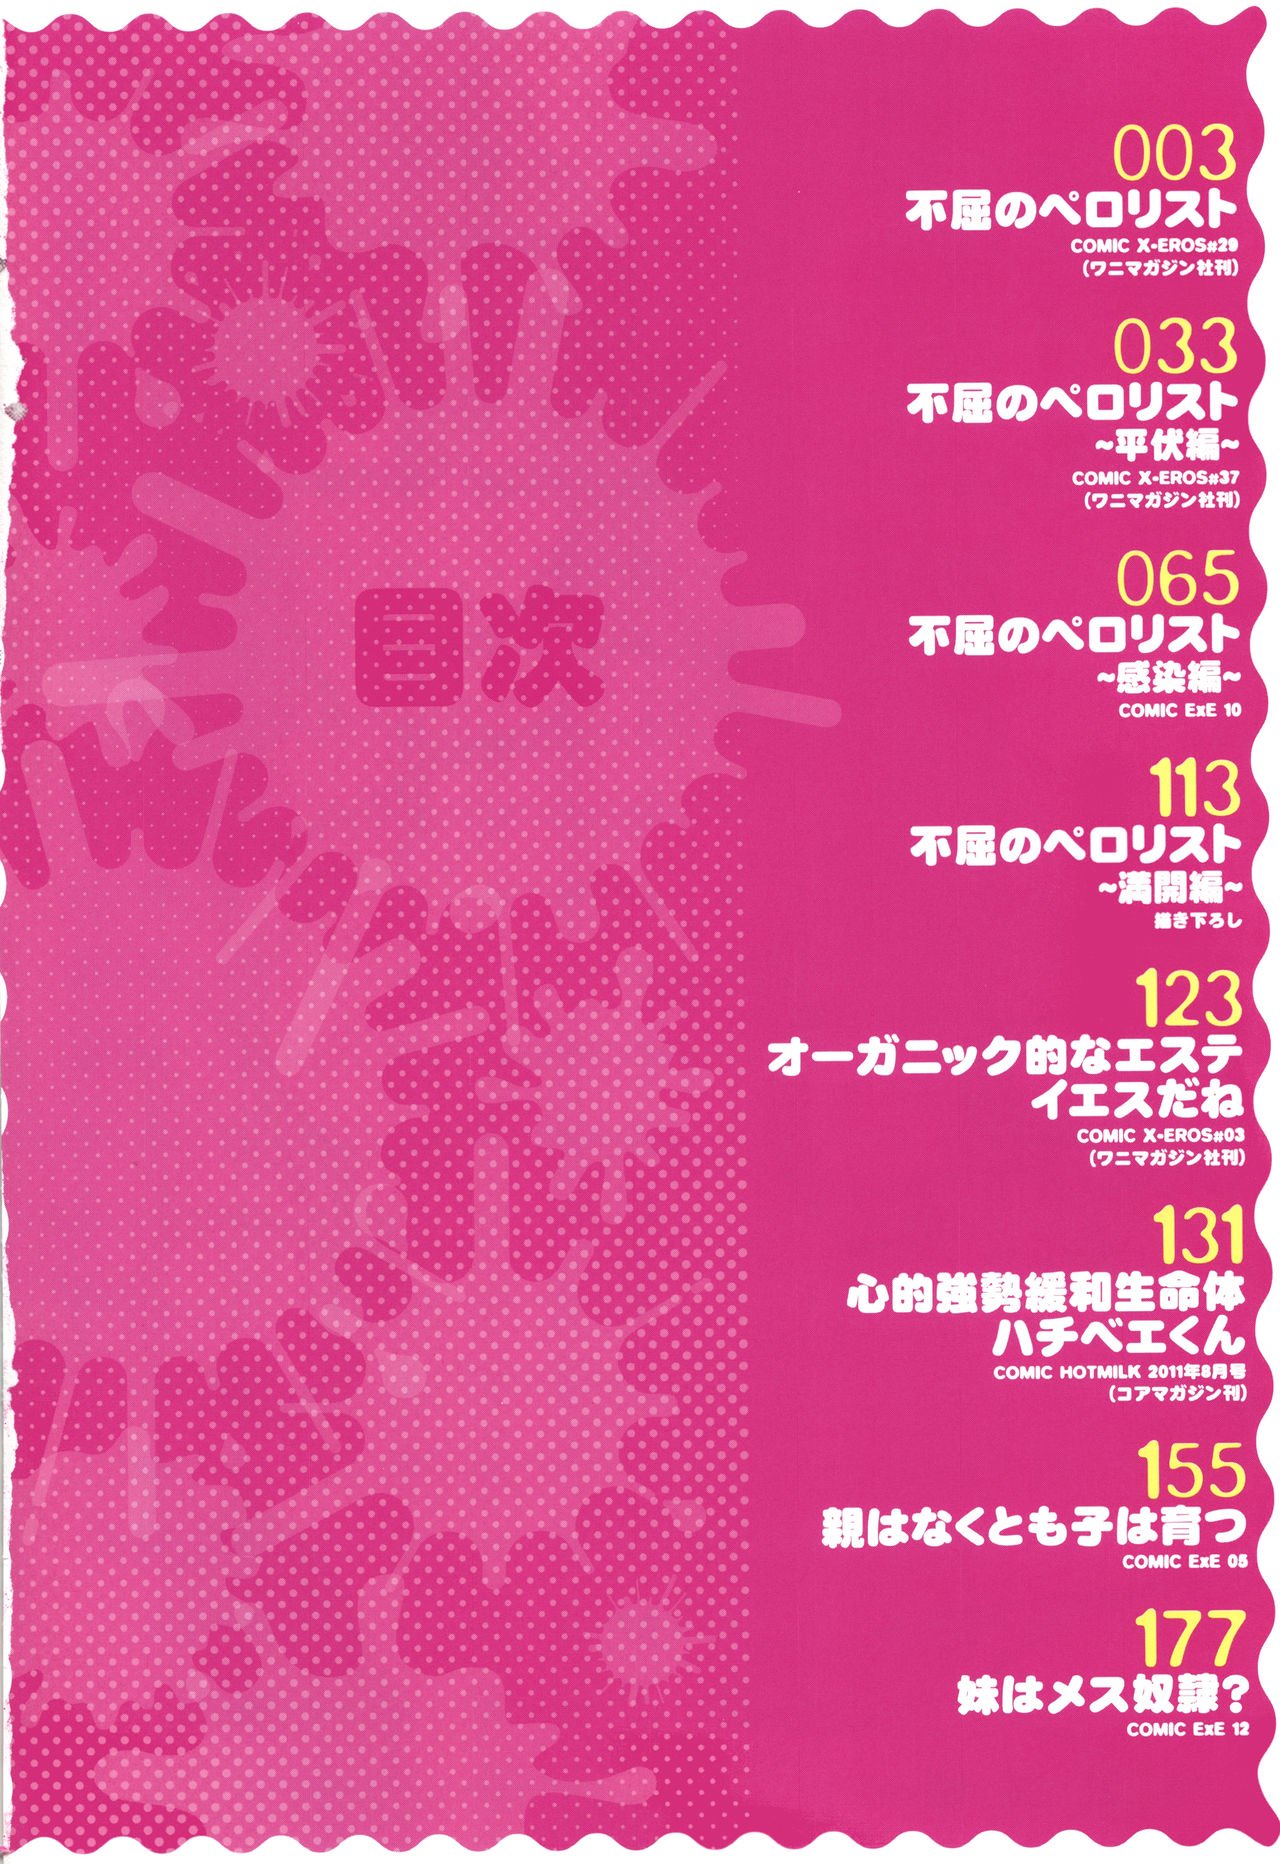 目次
003
不屈のペロリスト
COMIC X-EROS#29
(ワニマガジン社刊)
033
不屈のペロリスト
~平伏編~
COMIC X-EROS#37
(ワニマガジン社刊)
065
不屈のペロリスト
~感染編~
COMIC ExE 10
113
不屈のペロリスト
~満開編~
描き下ろし
123
オーガニック的なエステ
イエスだね
COMIC X-EROS#03
(ワニマガジン社刊)
131
心的強勢緩和生命体
ハチベエくん
COMIC HOTMILK 2011年8月号
(コアマガジン刊)
155
親はなくとも子は育つ
COMIC ExE 05
177
妹はメス奴隷?
COMIC ExE 12